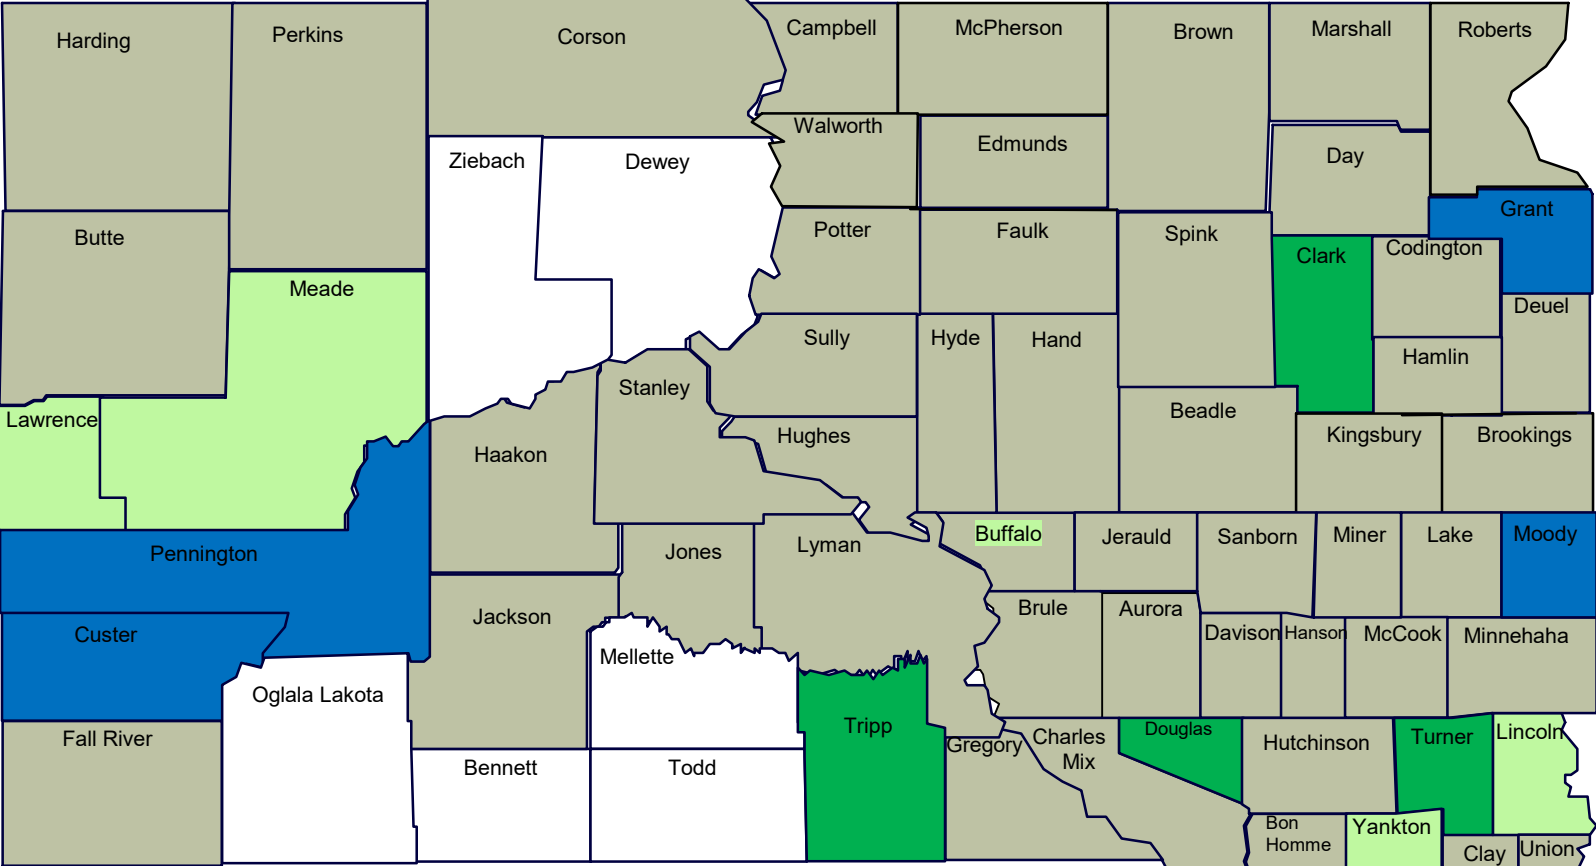 Harding
Perkins
Corson
Campbell
McPherson
Brown
Marshall
Roberts
Walworth
Edmunds
Day
Ziebach
Dewey
Grant
Butte
Potter
Faulk
Spink
Clark
Codington
Meade
Deuel
Sully
Hyde
Hand
Hamlin
Stanley
Lawrence
Beadle
Haakon
Hughes
Kingsbury
Brookings
Pennington
Jones
Lyman
Buffalo
Jerauld
Sanborn
Miner
Lake
Moody
Custer
Jackson
Brule
Aurora
Davison
Hanson
McCook
Minnehaha
Mellette
Oglala Lakota
Fall River
Tripp
Gregory
Charles
Mix
Douglas
Hutchinson
Turner
Lincoln
Bennett
Todd
Bon
Homme
Yankton
Clay
Union